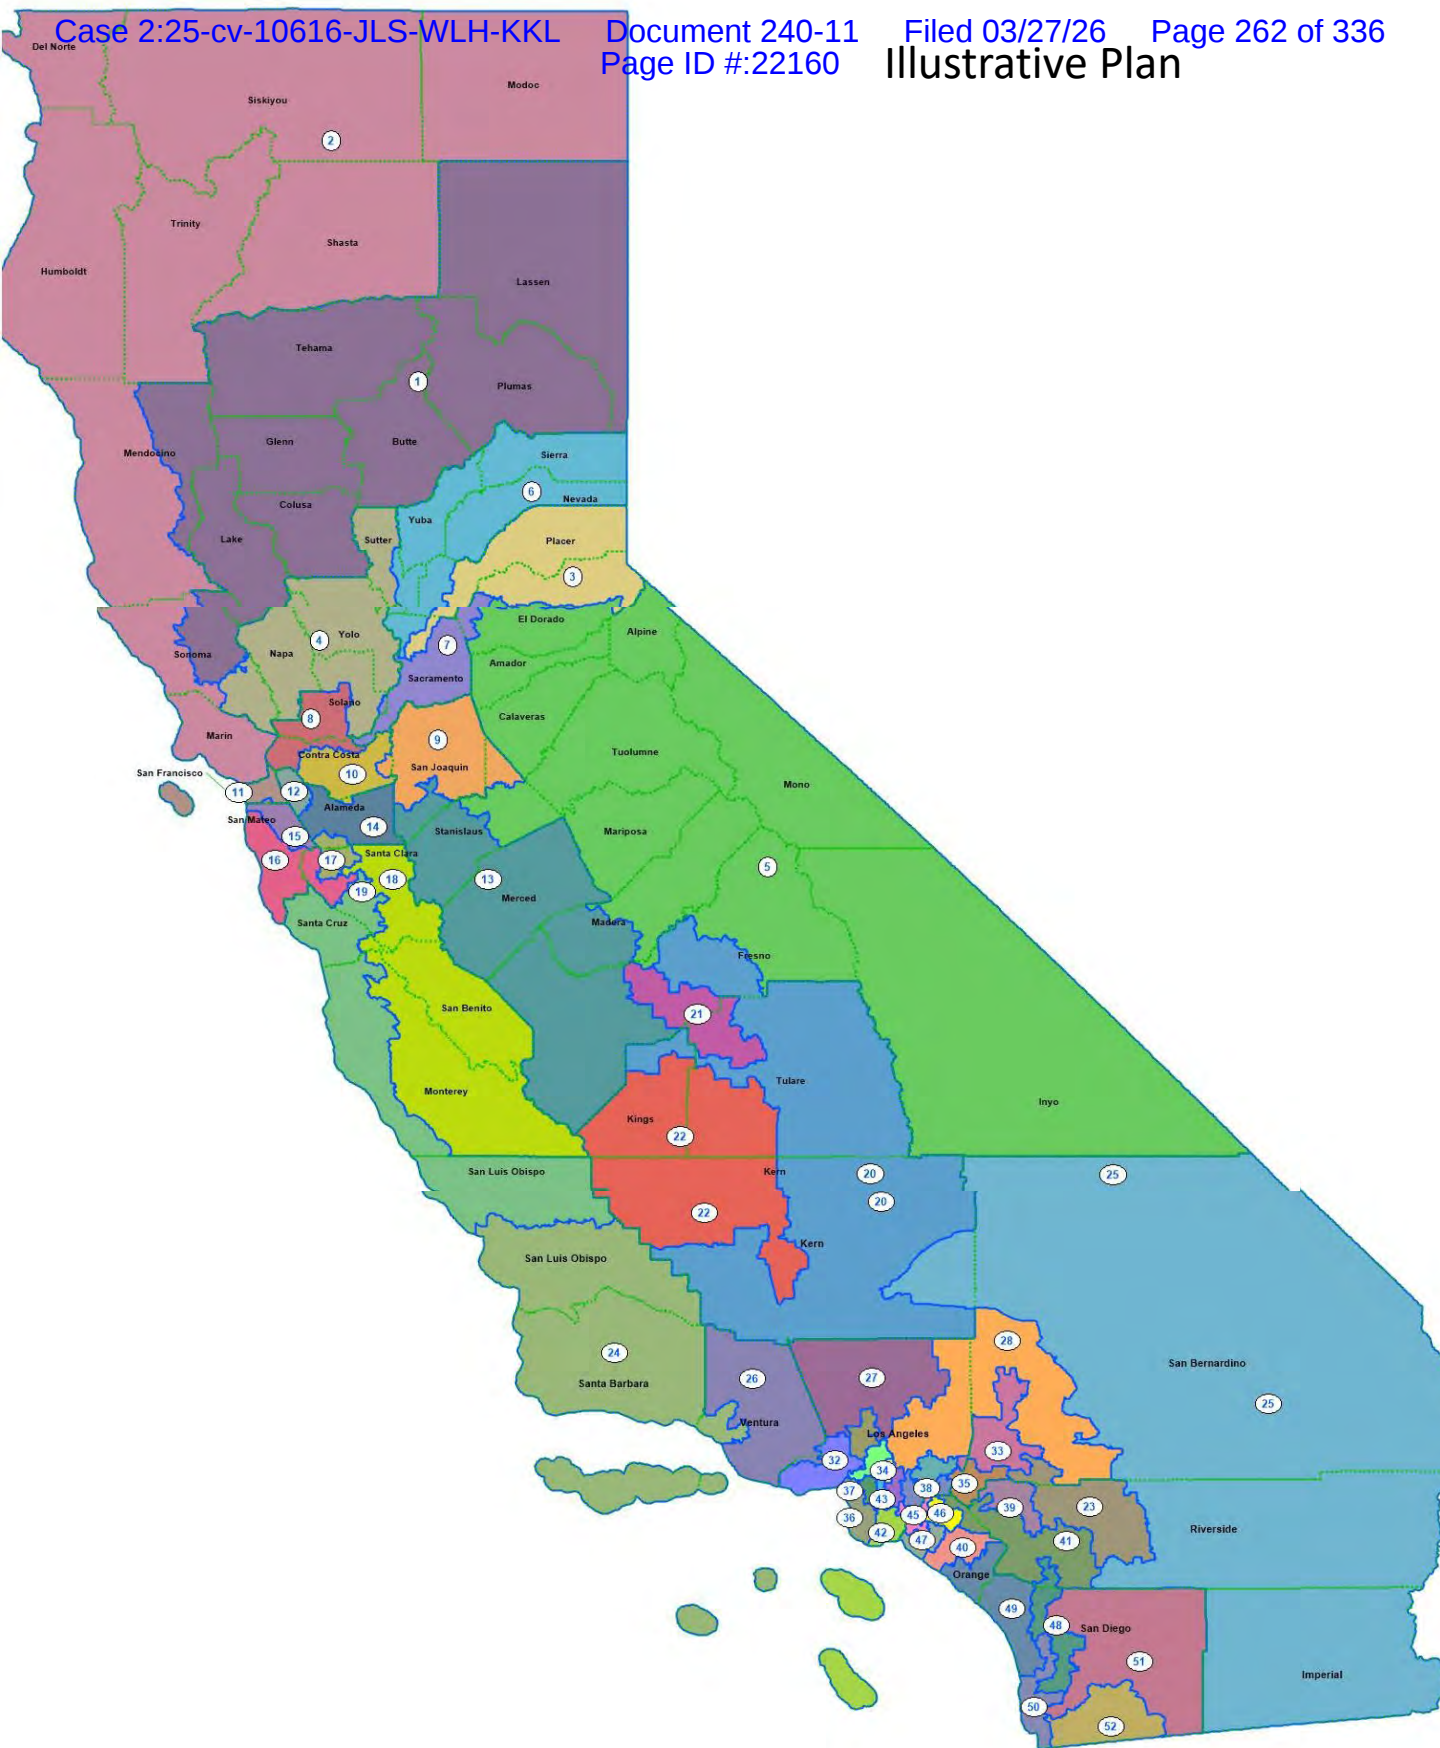 Case 2:25-cv-10616-JLS-WLH-KKL Document 240-11 Filed 03/27/26 Page 262 of 336
Page ID #:22160
Illustrative Plan
Del Norte
Modoc
Siskiyou
2
Trinity
Shasta
Humboldt
Lassen
Tehama
1
Plumas
Glenn
Butte
Mendocino
Sierra
6
Nevada
Colusa
Yuba
Lake
Sutter
Placer
3
El Dorado
Alpine
4
Yolo
7
Napa
Sonoma
Amador
Sacramento
Solano
8
Calaveras
Marin
9
Tuolumne
Contra Costa
San Joaquin
10
San Francisco
Mono
11
12
Alameda
San Mateo
14
Stanislaus
Mariposa
15
16
17
Santa Clara
5
18
13
19
Merced
Santa Cruz
Madera
Fresno
San Benito
21
Monterey
Tulare
Inyo
Kings
22
San Luis Obispo
Kern
20
25
20
22
Kern
San Luis Obispo
28
24
26
27
San Bernardino
Santa Barbara
25
Ventura
Los Angeles
33
32
34
35
37
38
43
39
23
36
45
46
42
Riverside
47
40
41
Orange
49
48
San Diego
51
Imperial
50
52